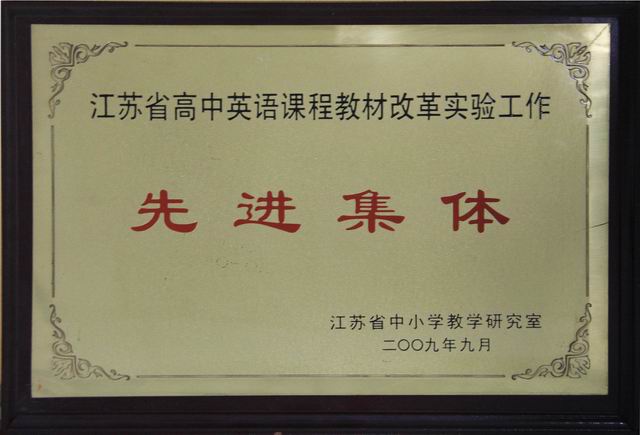 江苏省高中英语课程教材改革实验工作
先进集体
江苏省中小学教学研究室
二〇〇九年九月